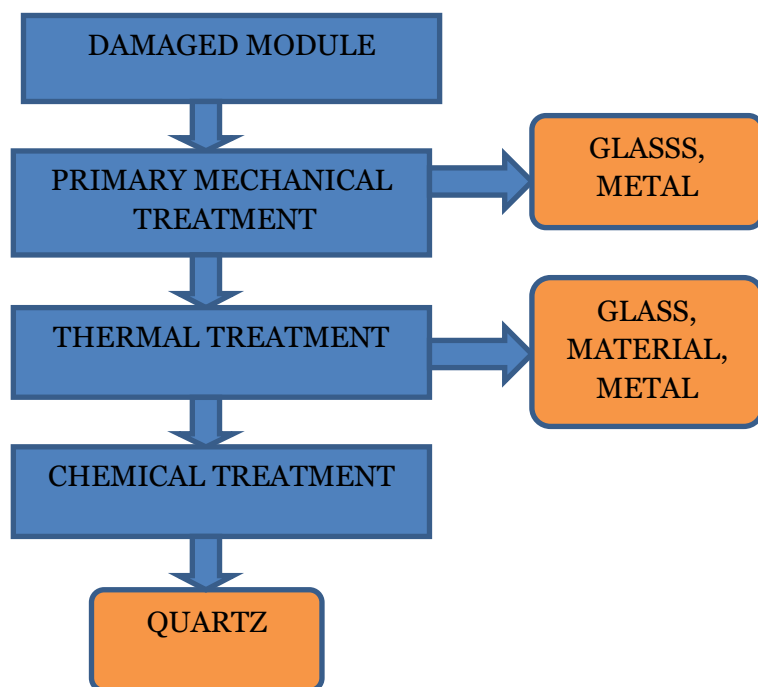 DAMAGED MODULE
PRIMARY MECHANICAL
TREATMENT
GLASSS,
METAL
THERMAL TREATMENT
GLASS,
MATERIAL,
METAL
CHEMICAL TREATMENT
QUARTZ